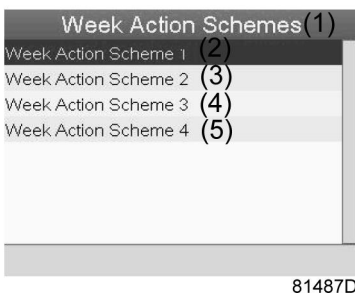 Week Action Schemes(1)
Week Action Scheme 1 (2)
Week Action Scheme 2 (3)
Week Action Scheme 3 (4)
Week Action Scheme 4 (5)
81487D